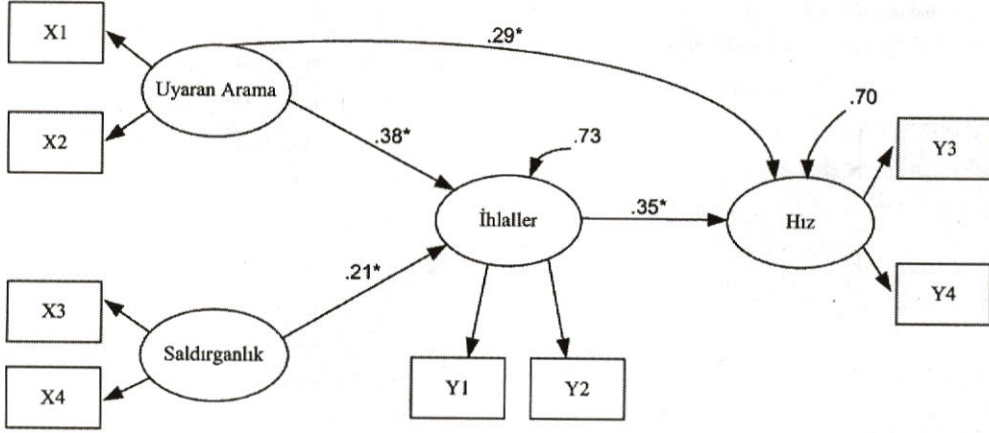 X1
Uyaran Arama
X2
.29*
.38*
.73
.70
Y3
İhlaller
.35*
Hız
Y4
.21*
X3
Saldırganlık
X4
Y1
Y2